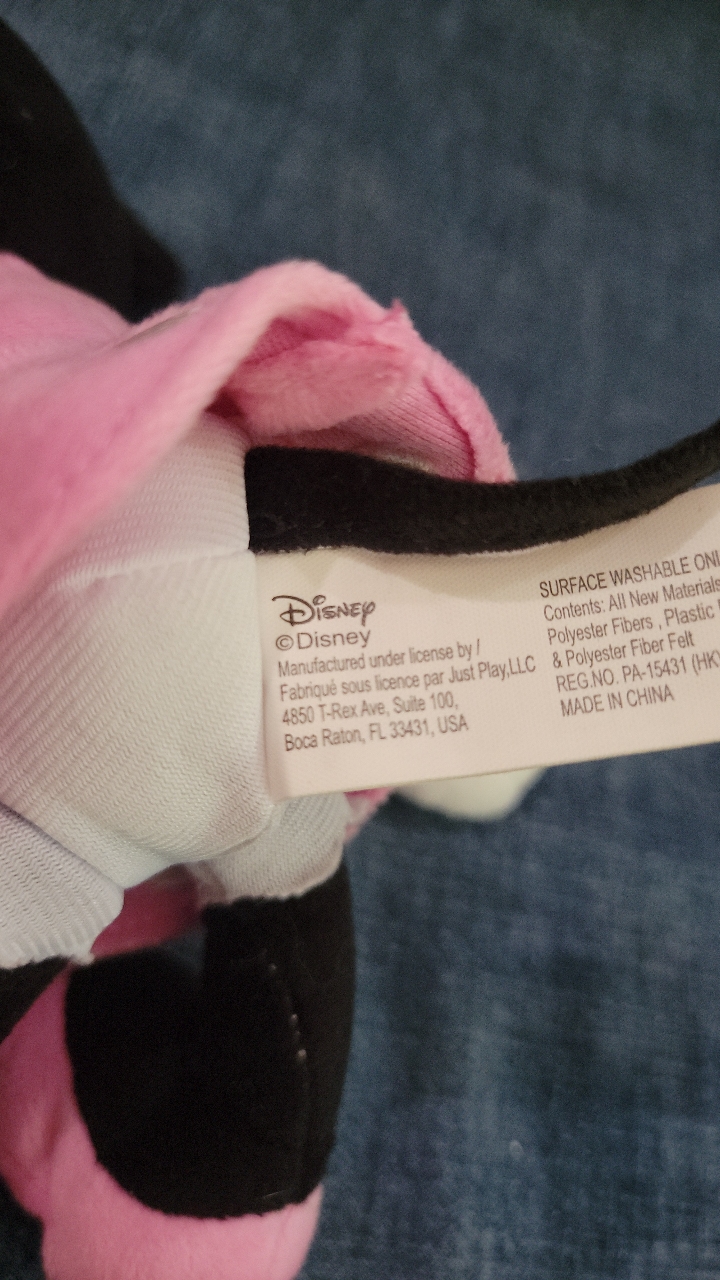 Disney
©Disney
Manufactured under license by /
Fabriqué sous licence par Just Play,LLC
4850 T-Rex Ave, Suite 100,
Boca Raton, FL 33431, USA
SURFACE WASHABLE
Contents: All New Materials
Polyester Fibers , Plastic
& Polyester Fiber Felt
REG.NO. PA-15431 (HK)
MADE IN CHINA